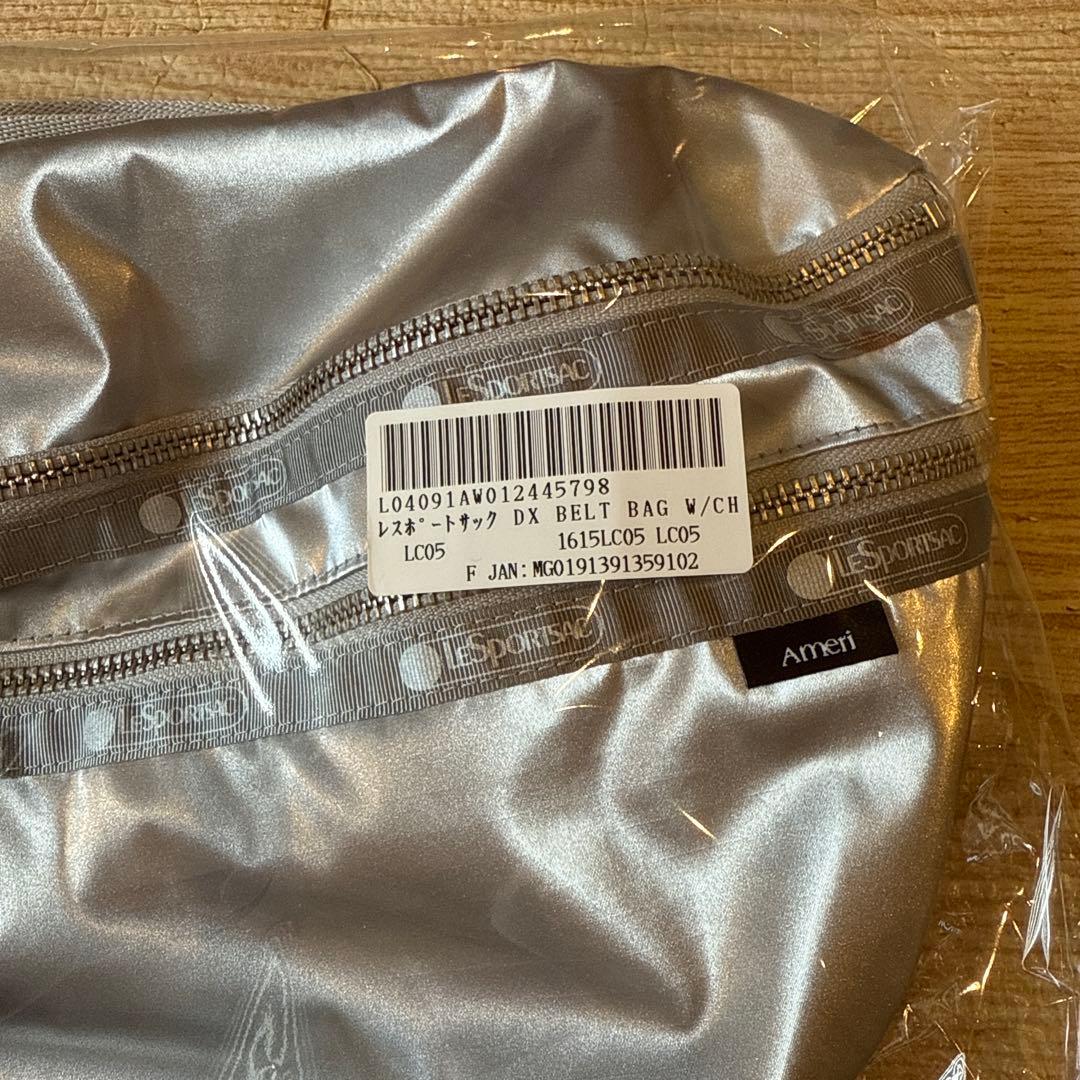 LESPORTSAC
LESPORTSAC
LESPORTSAC
L04091AW012445798
レスポートサック DX BELT BAG W/CH
LC05 1615LC05 LC05
F JAN:MG0191391359102
LESPORTSAC
LESPORTSAC
LESPORTSAC
Ameri